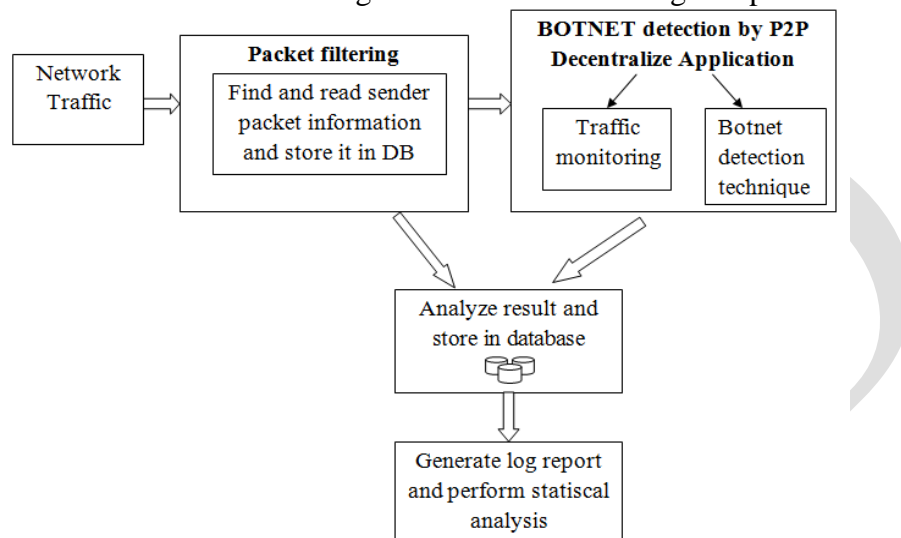 Network
Traffic
Packet filtering
Find and read sender
packet information
and store it in DB
BOTNET detection by P2P
Decentralize Application
Traffic
monitoring
Botnet
detection
technique
Analyze result and
store in database
Generate log report
and perform statiscal
analysis